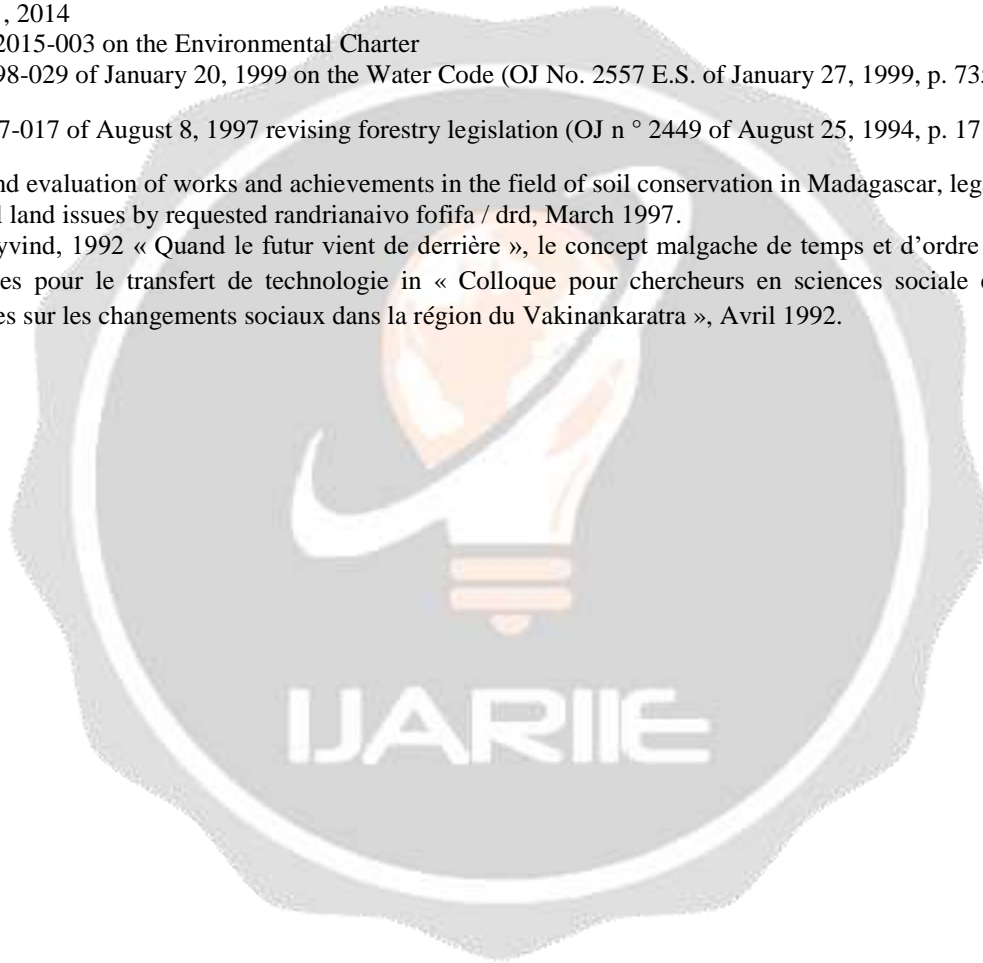 , 2014
2015-003 on the Environmental Charter
98-029 of January 20, 1999 on the Water Code (OJ No. 2557 E.S. of January 27, 1999, p. 735
7-017 of August 8, 1997 revising forestry legislation (OJ n ° 2449 of August 25, 1994, p. 17
nd evaluation of works and achievements in the field of soil conservation in Madagascar, lega
l land issues by requested randrianaivo fofifa / drd, March 1997.
yvind, 1992 « Quand le futur vient de derrière », le concept malgache de temps et d’ordre
es pour le transfert de technologie in « Colloque pour chercheurs en sciences sociale
es sur les changements sociaux dans la région du Vakinankaratra », Avril 1992.
IJARIIE